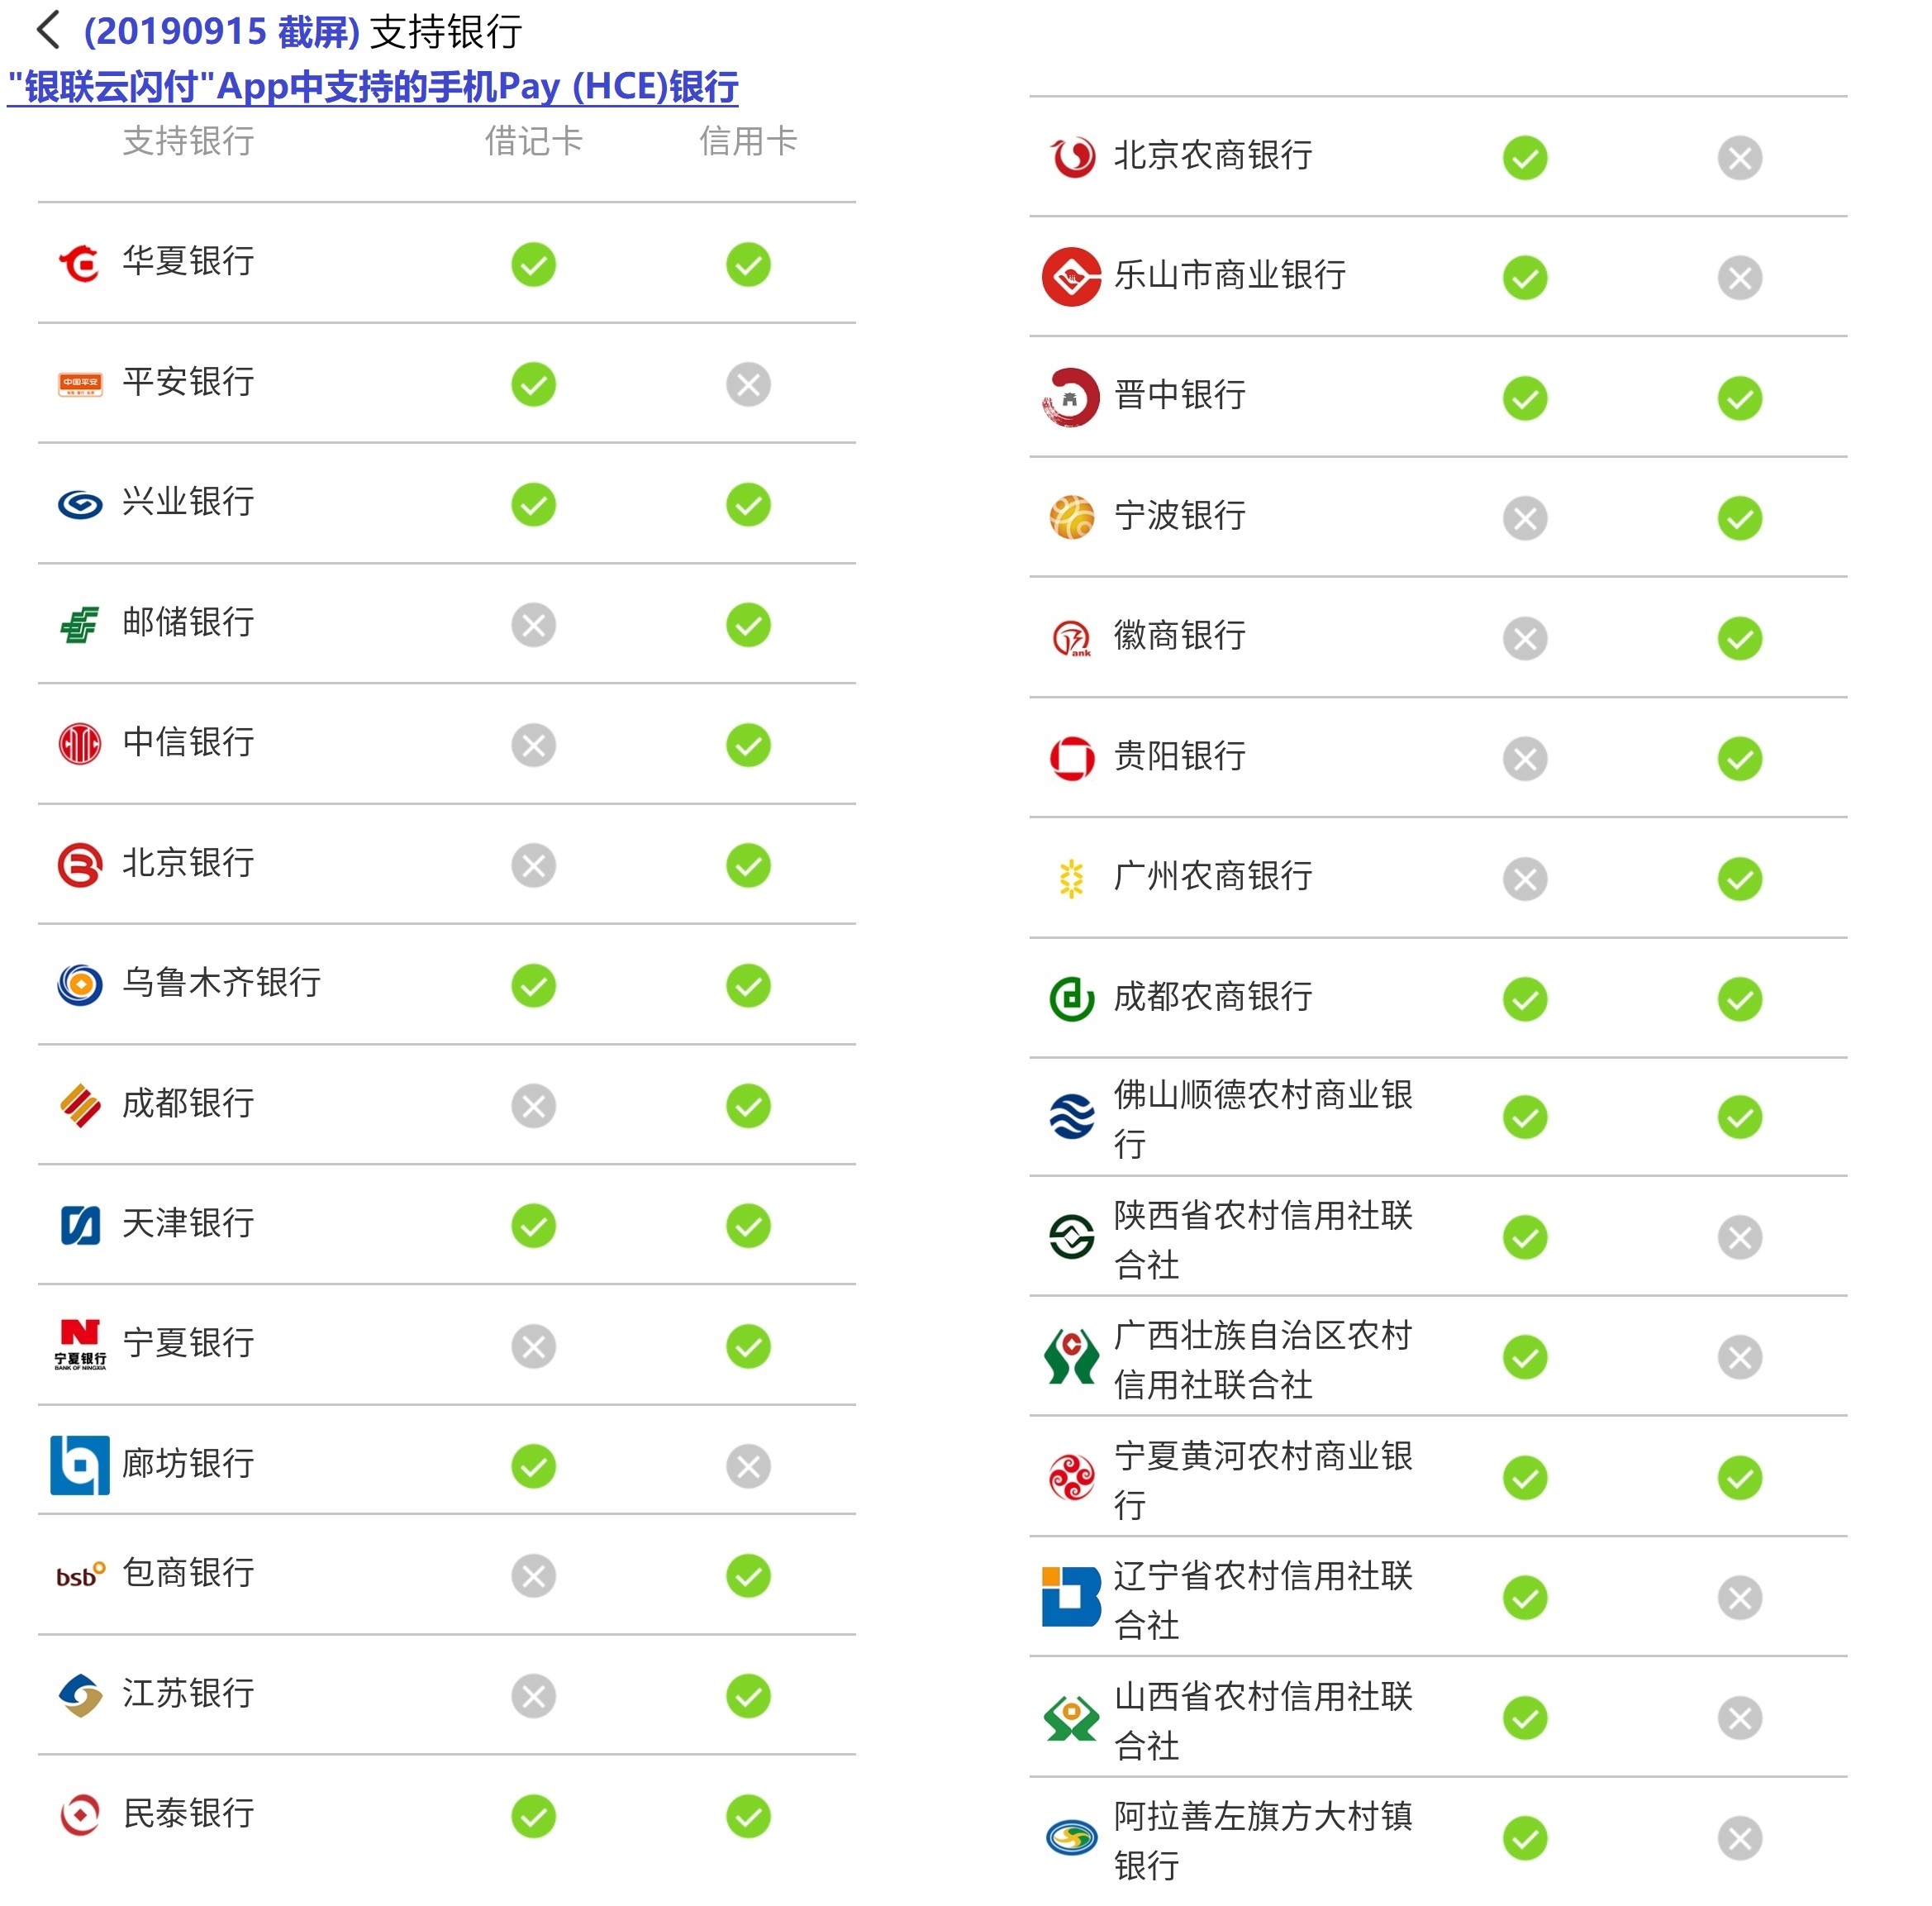 (20190915 截屏) 支持银行
"银联云闪付"App中支持的手机Pay (HCE)银行
支持银行 借记卡 信用卡
华夏银行
中国平安
平安银行
兴业银行
邮储银行
中信银行
北京银行
乌鲁木齐银行
成都银行
天津银行
宁夏银行
BANK OF NINGXIA
宁夏银行
廊坊银行
bsb
包商银行
江苏银行
民泰银行
北京农商银行
乐山市商业银行
晋中银行
宁波银行
ank
徽商银行
贵阳银行
广州农商银行
成都农商银行
佛山顺德农村商业银
行
陕西省农村信用社联
合社
广西壮族自治区农村
信用社联合社
宁夏黄河农村商业银
行
辽宁省农村信用社联
合社
山西省农村信用社联
合社
阿拉善左旗方大村镇
银行